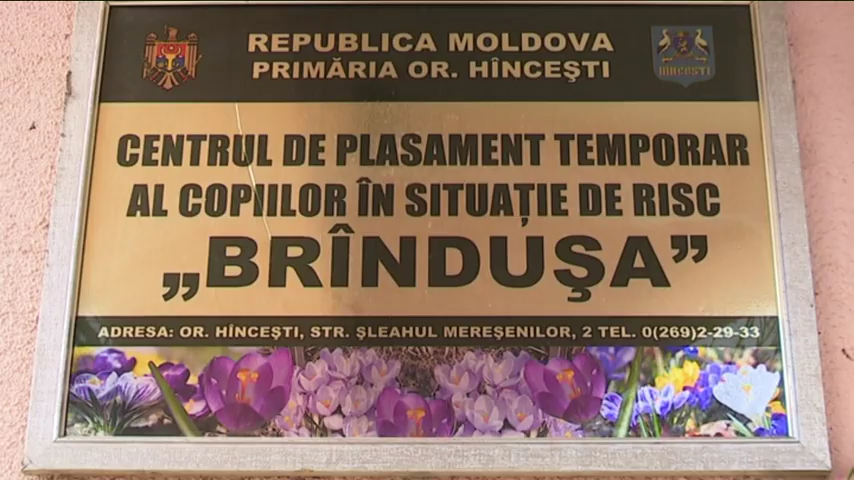 REPUBLICA MOLDOVA
PRIMĂRIA OR. HÎNCEŞTI
HÎNCEŞTI
CENTRUL DE PLASAMENT TEMPORAR
AL COPIILOR ÎN SITUAȚIE DE RISC
„BRÎNDUŞA”
ADRESA: OR. HÎNCEŞTI, STR. ŞLEAHUL MEREŞENILOR, 2 TEL. 0(269)2-29-33